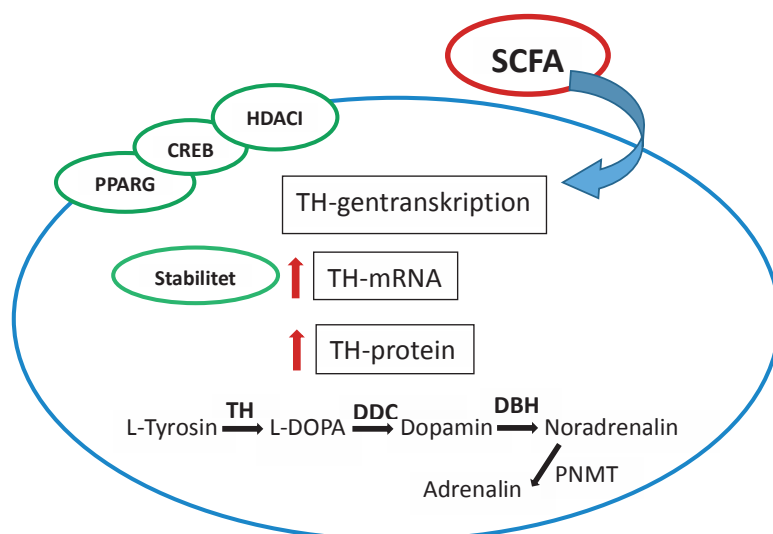 SCFA
HDACI
CREB
PPARG
TH-gentranskription
Stabilitet
TH-mRNA
TH-protein
TH DDC DBH
L-Tyrosin L-DOPA Dopamin Noradrenalin
PNMT
Adrenalin